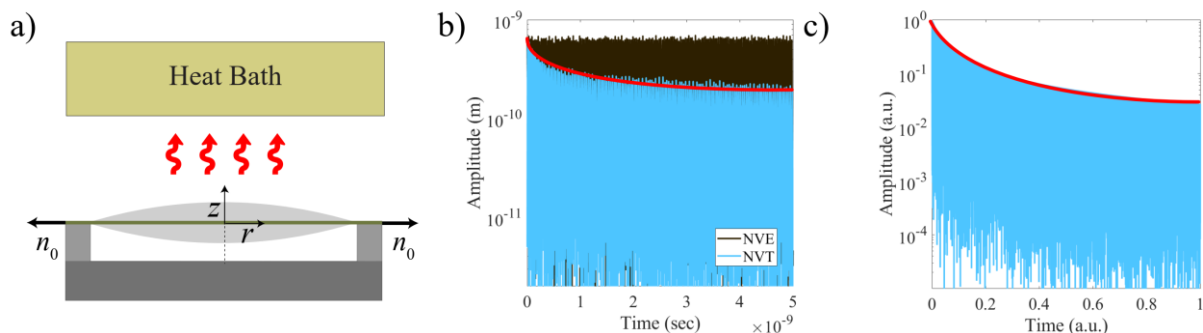 a)
Heat Bath
z
r
n₀
n₀
b)
10⁻⁹
10⁻¹⁰
10⁻¹¹
Amplitude (m)
NVE
NVT
0 1 2 3 4 5
Time (sec)
×10⁻⁹
c)
10⁰
10⁻¹
10⁻²
10⁻³
10⁻⁴
Amplitude (a.u.)
0 0.2 0.4 0.6 0.8 1
Time (a.u.)